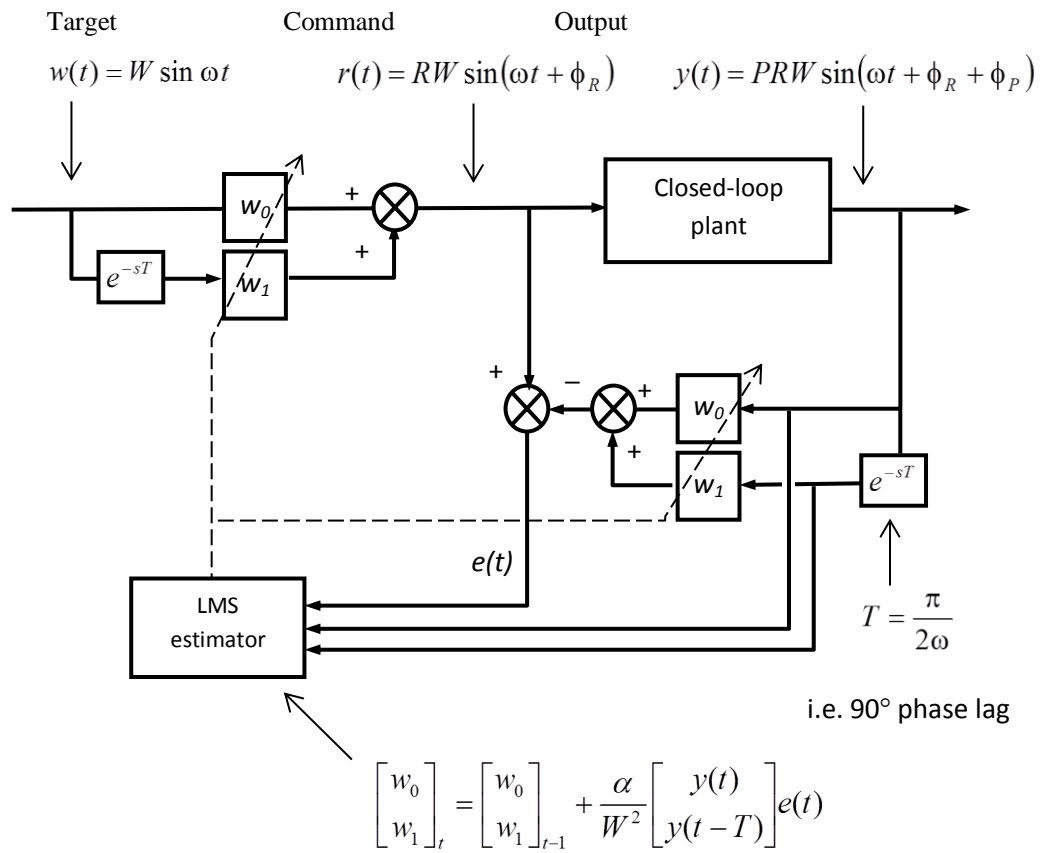 Target Command Output
w(t) = W sin ωt r(t) = RW sin(ωt + ϕ_R) y(t) = PRW sin(ωt + ϕ_R + ϕ_P)
w_0 + Closed-loop
plant
e^{-sT} w_1 +
+ − + w_0
+ w_1 e^{-sT}
e(t)
LMS
estimator
T = π / 2ω
i.e. 90° phase lag
[w_0 w_1]_t = [w_0 w_1]_{t−1} + α/W^2 [y(t) y(t − T)] e(t)